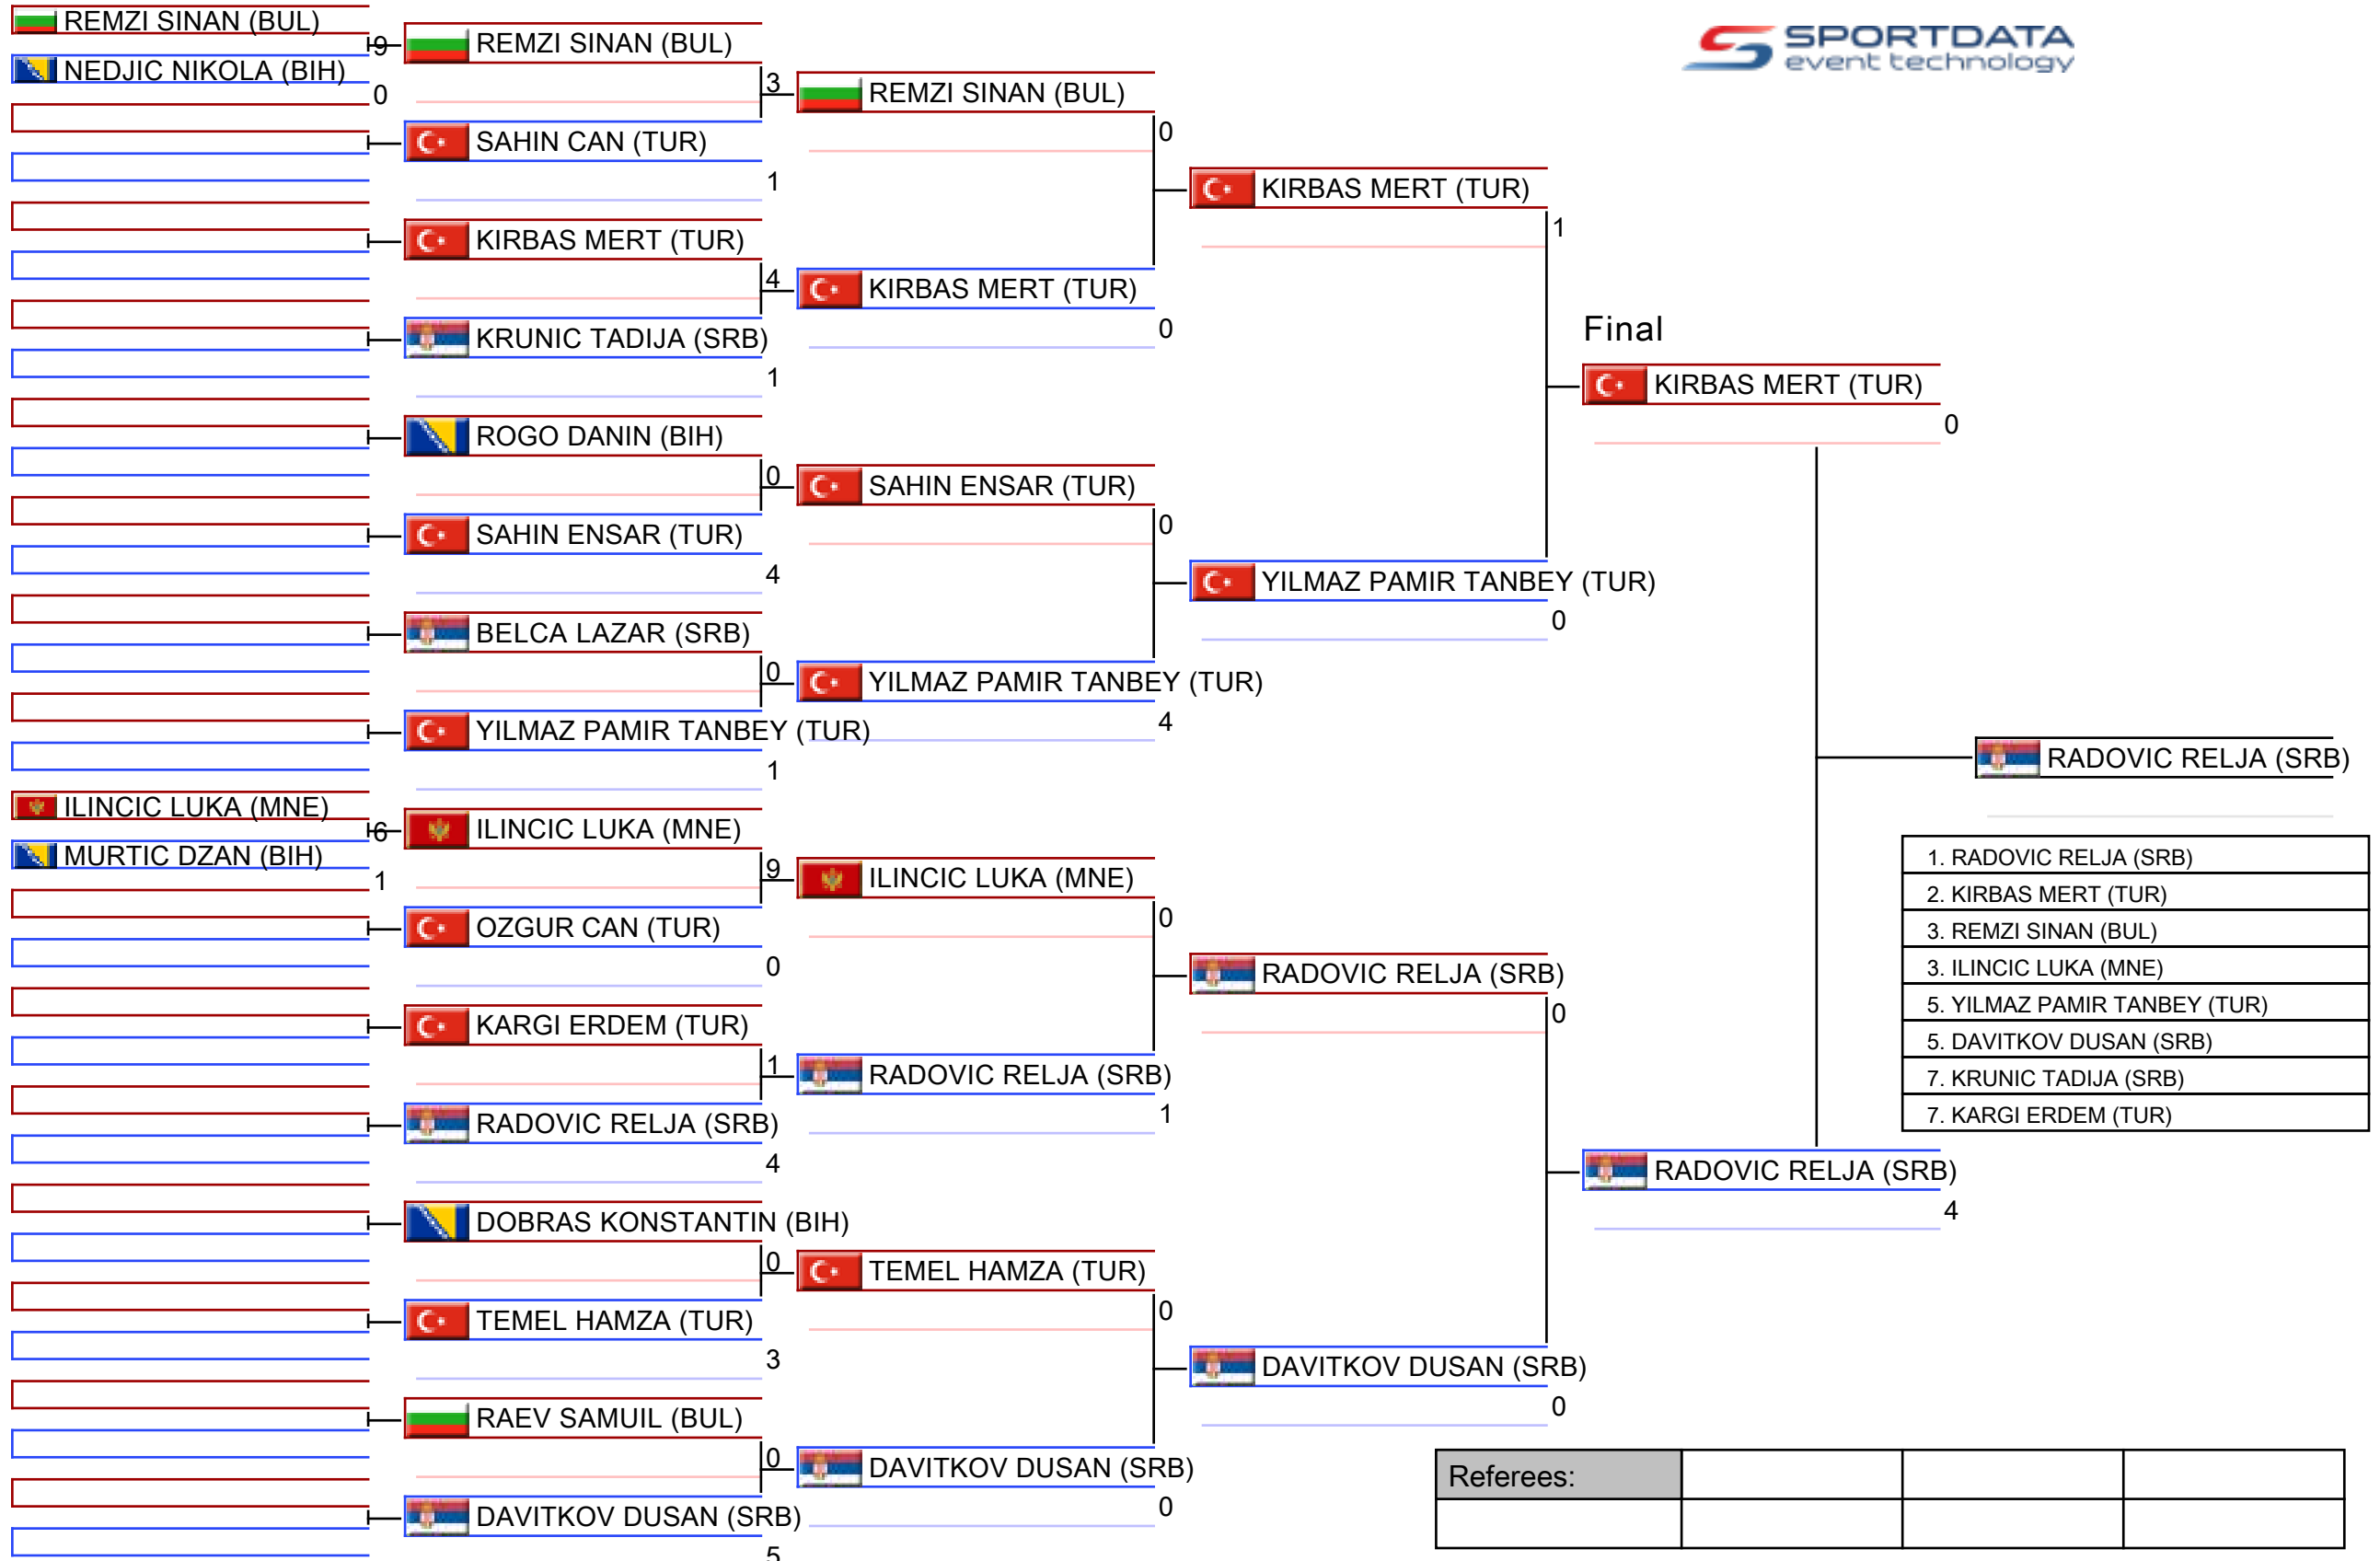 REMZI SINAN (BUL)
9
NEDJIC NIKOLA (BIH)
0
ILINCIC LUKA (MNE)
6
MURTIC DZAN (BIH)
1
REMZI SINAN (BUL)
3
SAHIN CAN (TUR)
1
KIRBAS MERT (TUR)
4
KRUNIC TADIJA (SRB)
1
ROGO DANIN (BIH)
0
SAHIN ENSAR (TUR)
4
BELCA LAZAR (SRB)
0
YILMAZ PAMIR TANBEY (TUR)
1
ILINCIC LUKA (MNE)
9
OZGUR CAN (TUR)
0
KARGI ERDEM (TUR)
1
RADOVIC RELJA (SRB)
4
DOBRAS KONSTANTIN (BIH)
0
TEMEL HAMZA (TUR)
3
RAEV SAMUIL (BUL)
0
DAVITKOV DUSAN (SRB)
5
REMZI SINAN (BUL)
0
KIRBAS MERT (TUR)
0
SAHIN ENSAR (TUR)
0
YILMAZ PAMIR TANBEY (TUR)
4
ILINCIC LUKA (MNE)
0
RADOVIC RELJA (SRB)
1
TEMEL HAMZA (TUR)
0
DAVITKOV DUSAN (SRB)
0
KIRBAS MERT (TUR)
1
YILMAZ PAMIR TANBEY (TUR)
0
RADOVIC RELJA (SRB)
0
DAVITKOV DUSAN (SRB)
0
Final
KIRBAS MERT (TUR)
0
RADOVIC RELJA (SRB)
4
SPORTDATA
event technology
RADOVIC RELJA (SRB)
1. RADOVIC RELJA (SRB)
2. KIRBAS MERT (TUR)
3. REMZI SINAN (BUL)
3. ILINCIC LUKA (MNE)
5. YILMAZ PAMIR TANBEY (TUR)
5. DAVITKOV DUSAN (SRB)
7. KRUNIC TADIJA (SRB)
7. KARGI ERDEM (TUR)
Referees: